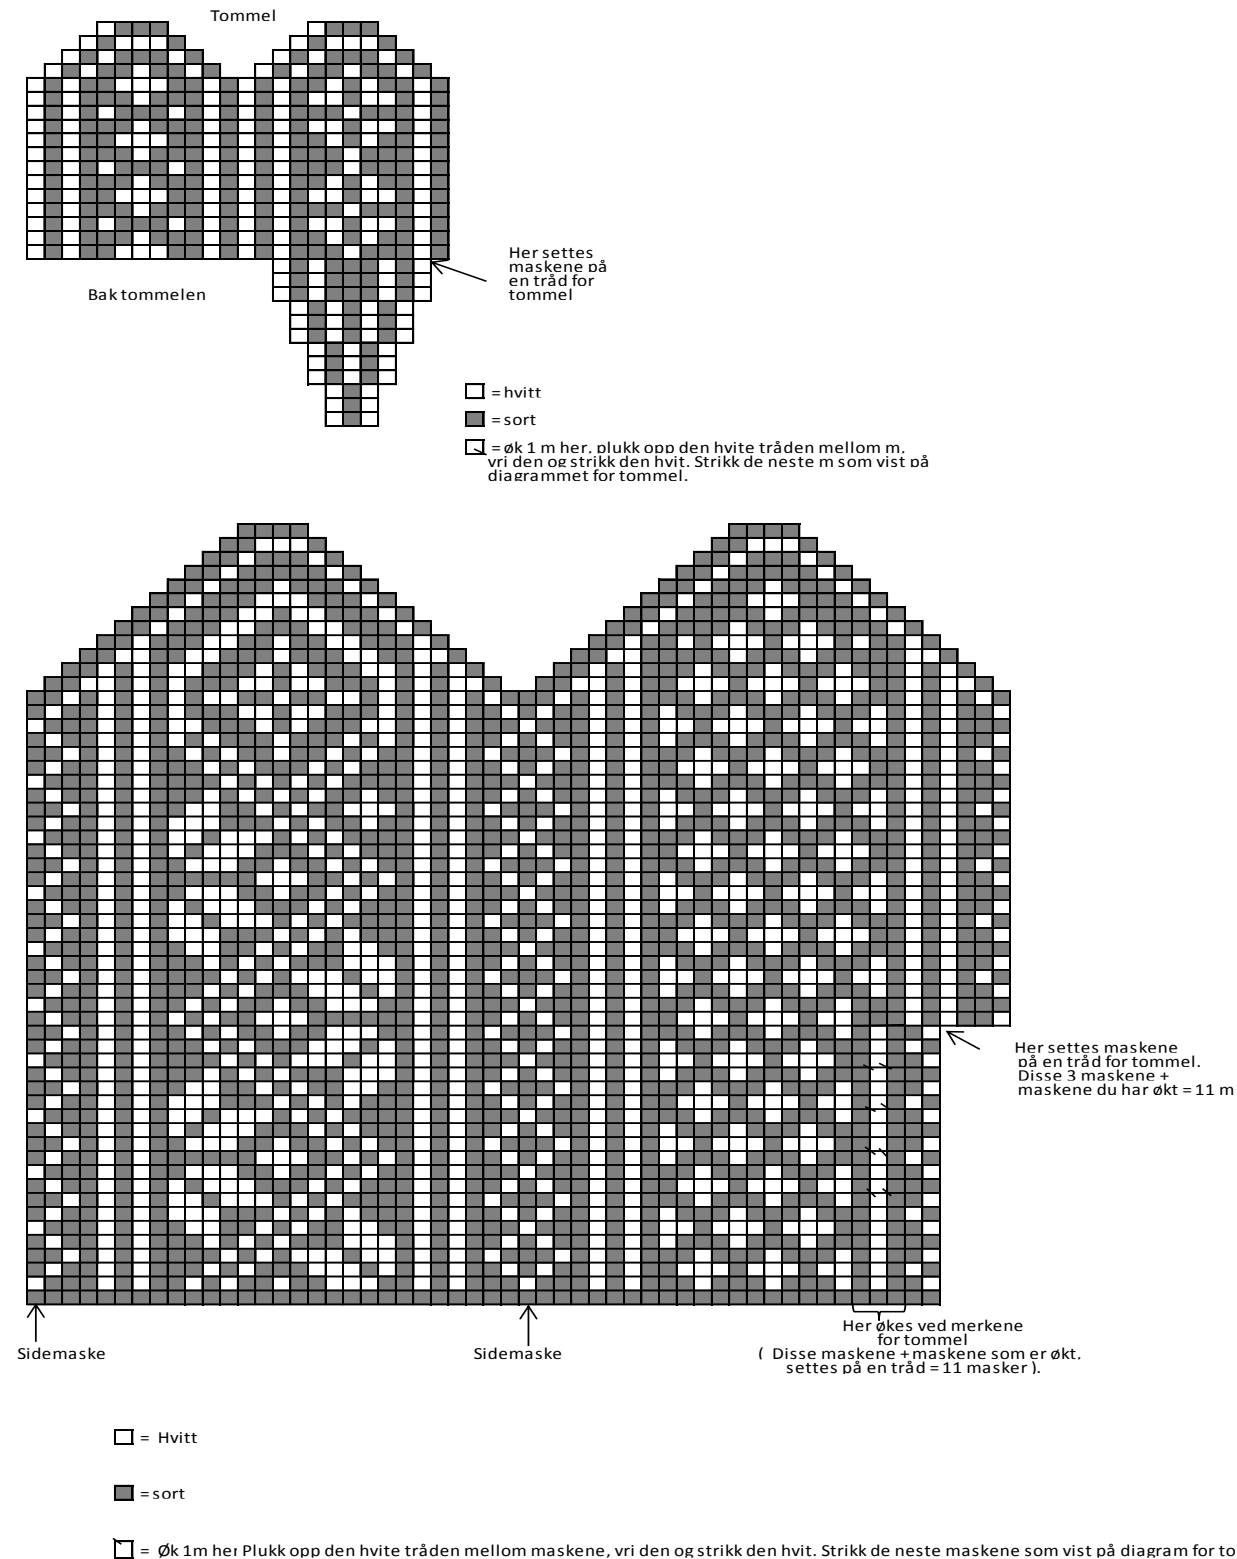 Tommel
Her settes
maskene på
en tråd for
tommel
Bak tommelen
= hvitt
= sort
= øk 1 m her, plukk opp den hvite tråden mellom m,
vri den og strikk den hvit. Strikk de neste m som vist på
diagrammet for tommel.
Her settes maskene
på en tråd for tommel.
Disse 3 maskene +
maskene du har økt = 11 m
Her økes ved merkene
for tommel
( Disse maskene + maskene som er økt,
settes på en tråd = 11 masker ).
Sidemaske
Sidemaske
= Hvitt
= sort
= Øk 1m her Plukk opp den hvite tråden mellom maskene, vri den og strikk den hvit. Strikk de neste maskene som vist på diagram for to